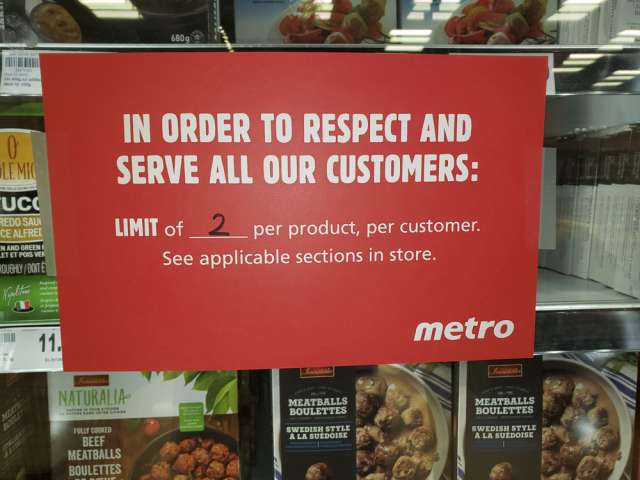 680g
IN ORDER TO RESPECT AND
SERVE ALL OUR CUSTOMERS:
LIMIT of 2 per product, per customer.
See applicable sections in store.
metro
11.
NATURALIA
FULLY COOKED
BEEF
MEATBALLS
BOULETTES
MEATBALLS
BOULETTES
SWEDISH STYLE
À LA SUÉDOISE
MEATBALLS
BOULETTES
SWEDISH STYLE
À LA SUÉDOISE